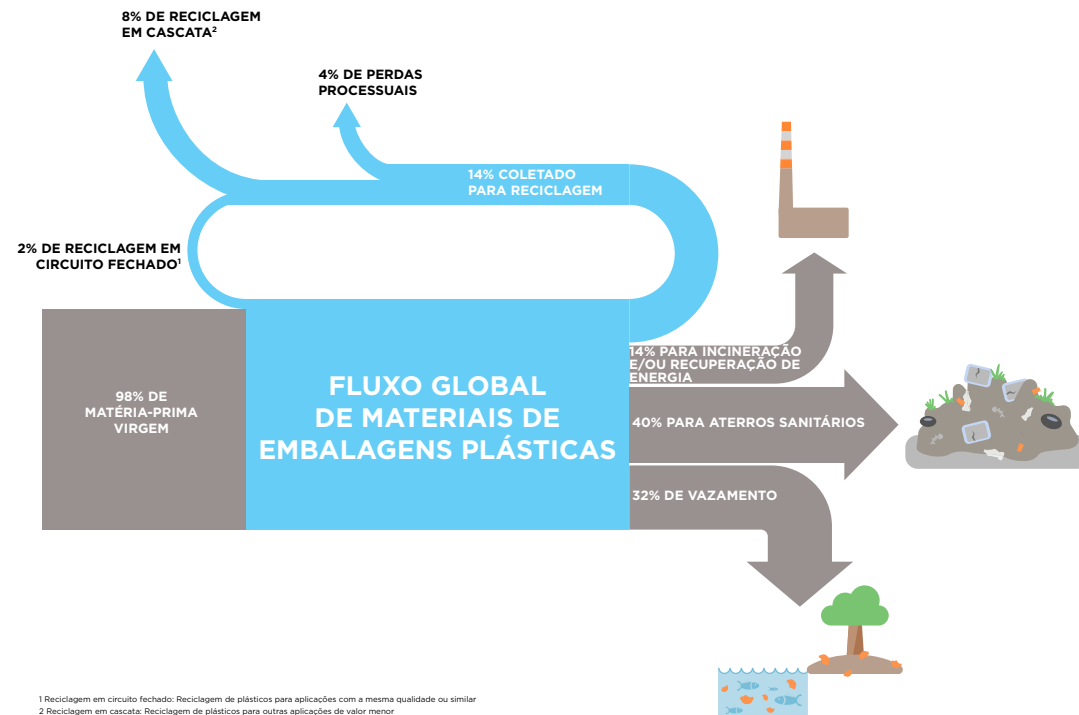 8% DE RECICLAGEM
EM CASCATA²
4% DE PERDAS
PROCESSUAIS
14% COLETADO
PARA RECICLAGEM
2% DE RECICLAGEM EM
CIRCUITO FECHADO¹
98% DE
MATÉRIA-PRIMA
VIRGEM
FLUXO GLOBAL
DE MATERIAIS DE
EMBALAGENS PLÁSTICAS
14% PARA INCINERAÇÃO
E/OU RECUPERAÇÃO DE
ENERGIA
40% PARA ATERROS SANITÁRIOS
32% DE VAZAMENTO
1 Reciclagem em circuito fechado: Reciclagem de plásticos para aplicações com a mesma qualidade ou similar
2 Reciclagem em cascata: Reciclagem de plásticos para outras aplicações de valor menor